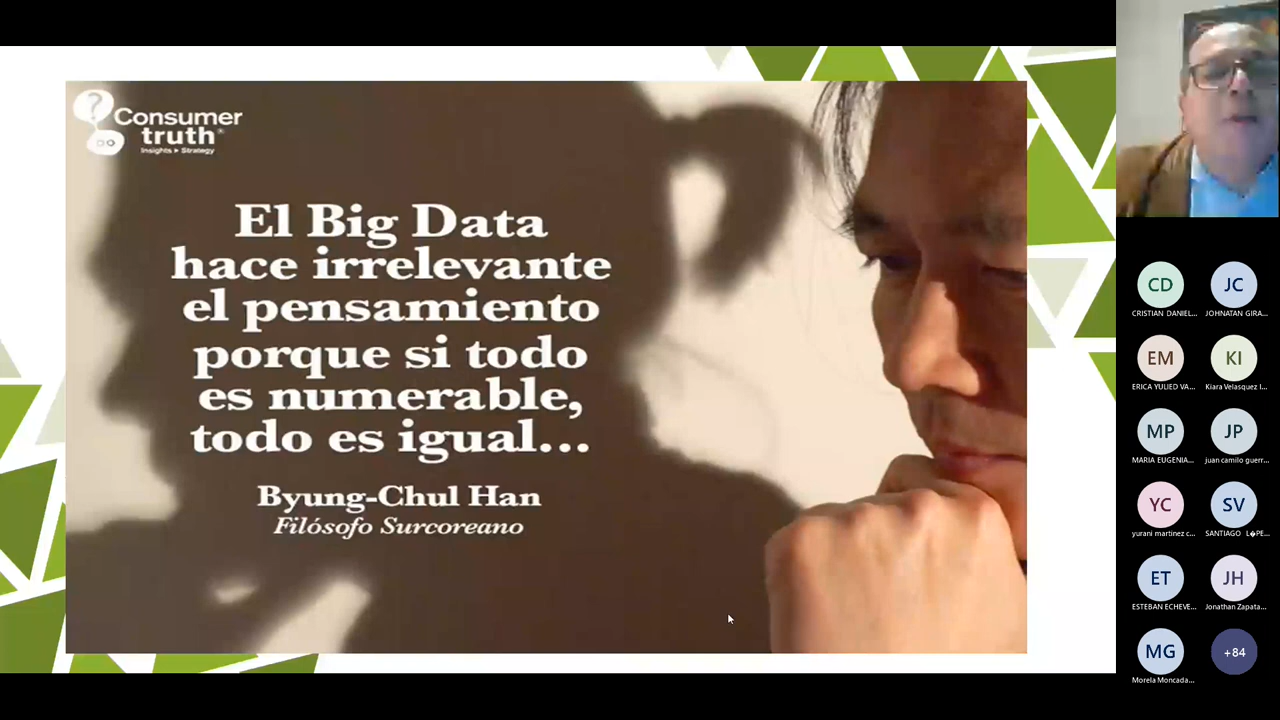 ?
Consumer
truth®
Insights ▸ Strategy
El Big Data
hace irrelevante
el pensamiento
porque si todo
es numerable,
todo es igual...
Byung-Chul Han
Filósofo Surcoreano
CD
CRISTIAN DANIEL...
JC
JOHNATAN GIRA...
EM
ERICA YULIED VA...
KI
Kiara Velasquez I...
MP
MARIA EUGENIA...
JP
juan camilo guerr...
YC
yurani martinez c...
SV
SANTIAGO L�PE...
ET
ESTEBAN ECHEVE...
JH
Jonathan Zapata...
MG
Morela Moncada...
+84